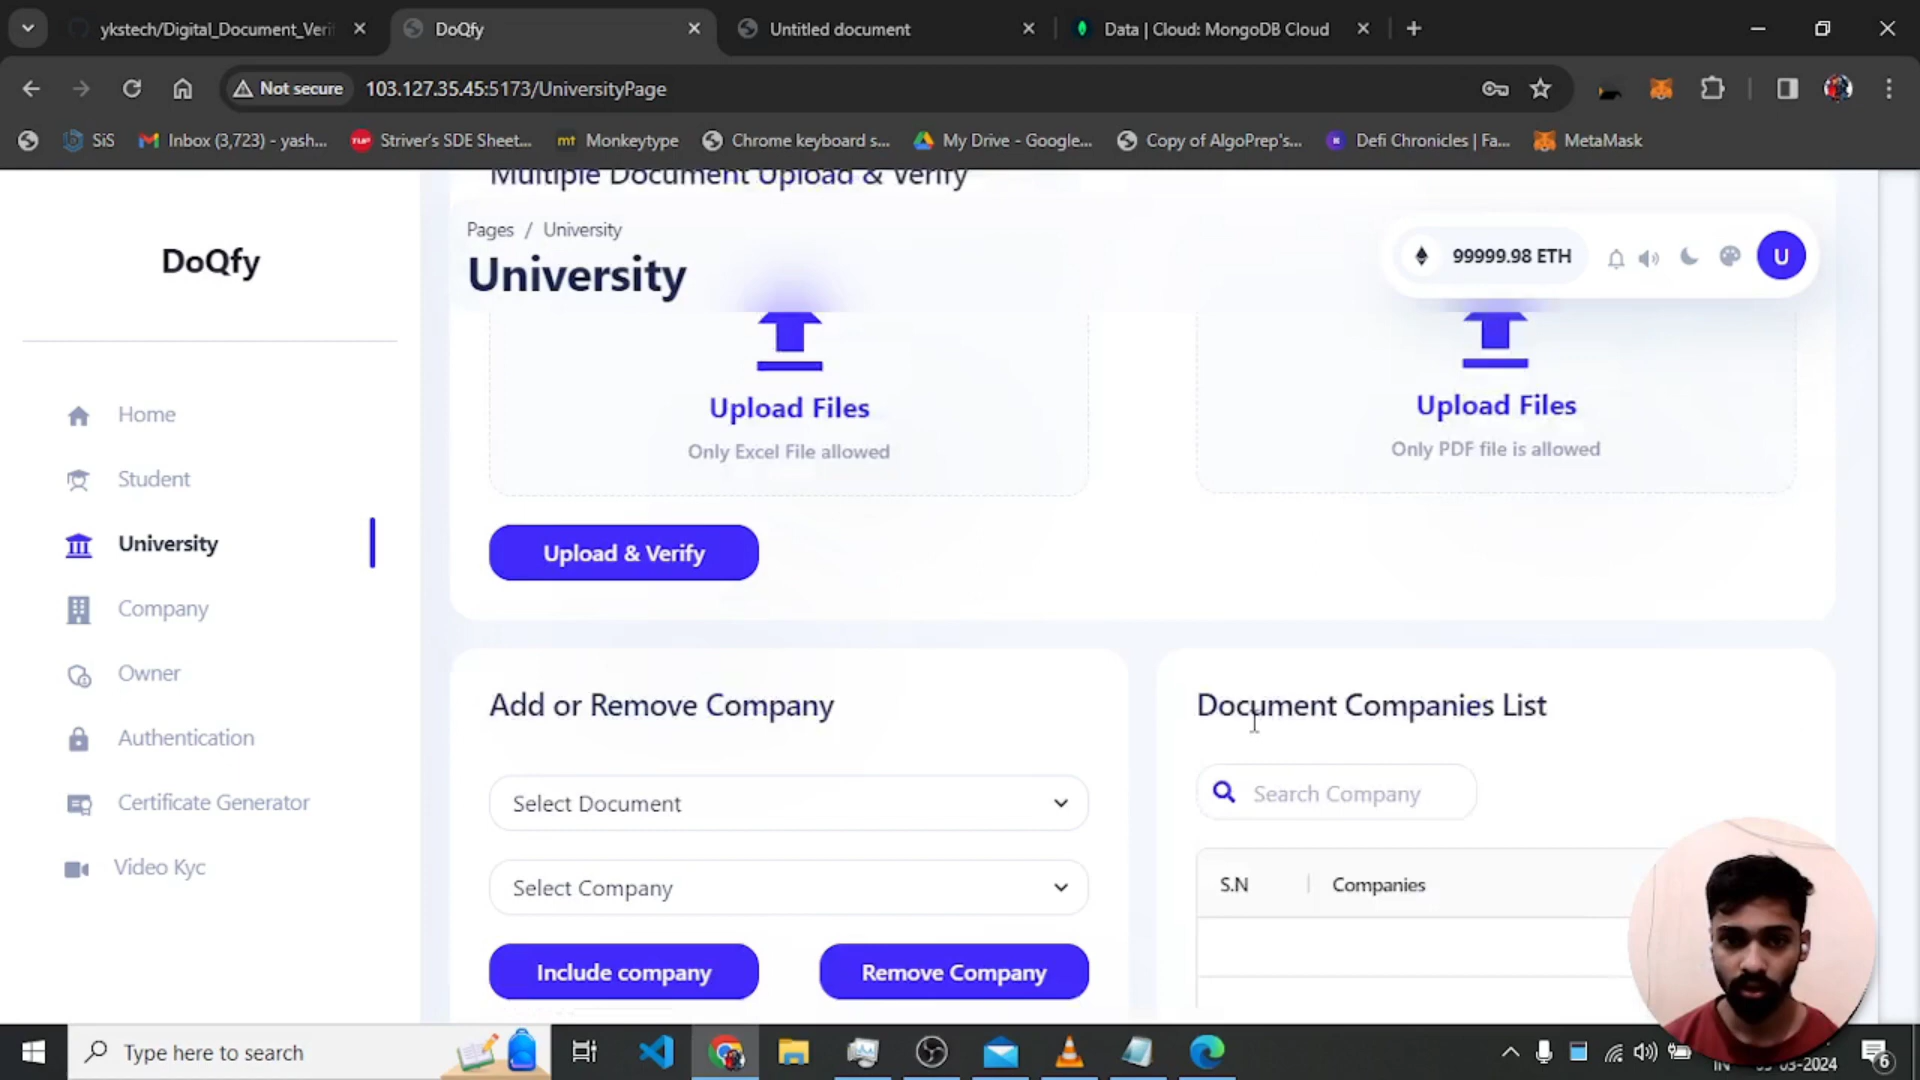 ykstech/Digital_Document_Veri
DoQfy
Untitled document
Data | Cloud: MongoDB Cloud
Not secure
103.127.35.45:5173/UniversityPage
SiS
Inbox (3,723) - yash...
TUF
Striver's SDE Sheet...
mt
Monkeytype
Chrome keyboard s...
My Drive - Google...
Copy of AlgoPrep's...
Defi Chronicles | Fa...
MetaMask
Multiple Document Upload & Verify
DoQfy
Pages / University
University
99999.98 ETH
U
Home
Student
University
Company
Owner
Authentication
Certificate Generator
Video Kyc
Upload Files
Only Excel File allowed
Upload Files
Only PDF file is allowed
Upload & Verify
Add or Remove Company
Select Document
Select Company
Include company
Remove Company
Document Companies List
Search Company
S.N
Companies
Type here to search
6